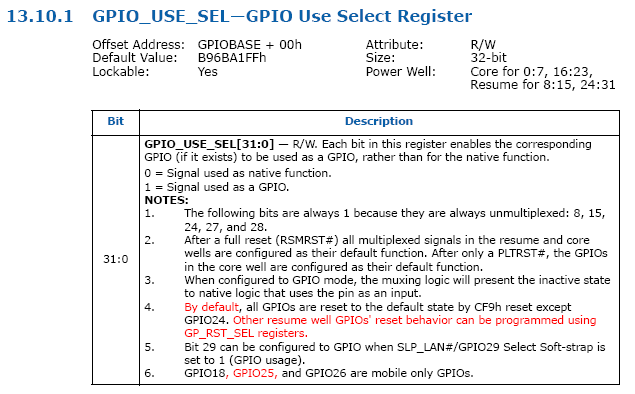 13.10.1 GPIO_USE_SEL—GPIO Use Select Register
Offset Address: GPIOBASE + 00h Attribute: R/W
Default Value: B96BA1FFh Size: 32-bit
Lockable: Yes Power Well: Core for 0:7, 16:23,
Resume for 8:15, 24:31
Bit Description
GPIO_USE_SEL[31:0] — R/W. Each bit in this register enables the corresponding
GPIO (if it exists) to be used as a GPIO, rather than for the native function.
0 = Signal used as native function.
1 = Signal used as a GPIO.
NOTES:
1. The following bits are always 1 because they are always unmultiplexed: 8, 15,
24, 27, and 28.
2. After a full reset (RSMRST#) all multiplexed signals in the resume and core
wells are configured as their default function. After only a PLTRST#, the GPIOs
31:0 in the core well are configured as their default function.
3. When configured to GPIO mode, the muxing logic will present the inactive state
to native logic that uses the pin as an input.
4. By default, all GPIOs are reset to the default state by CF9h reset except
GPIO24. Other resume well GPIOs' reset behavior can be programmed using
GP_RST_SEL registers.
5. Bit 29 can be configured to GPIO when SLP_LAN#/GPIO29 Select Soft-strap is
set to 1 (GPIO usage).
6. GPIO18, GPIO25, and GPIO26 are mobile only GPIOs.